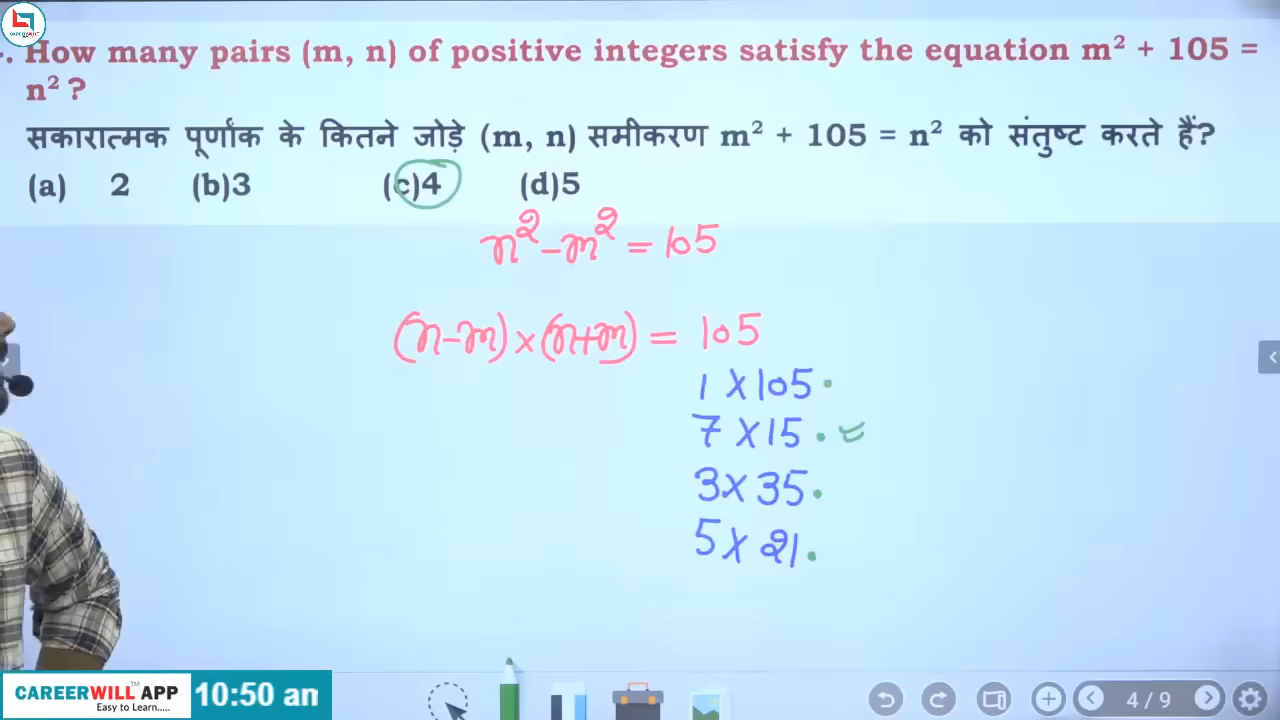 CAREERWILL
. How many pairs (m, n) of positive integers satisfy the equation m² + 105 =
n² ?
सकारात्मक पूर्णांक के कितने जोड़े (m, n) समीकरण m² + 105 = n² को संतुष्ट करते हैं?
(a) 2 (b)3 (c)4 (d)5
n² - m² = 105
(n-m) × (n+m) = 105
1 × 105
7 × 15
3 × 35
5 × 21
CAREERWILL™ APP
Easy to Learn.....
10:50 am
4 / 9